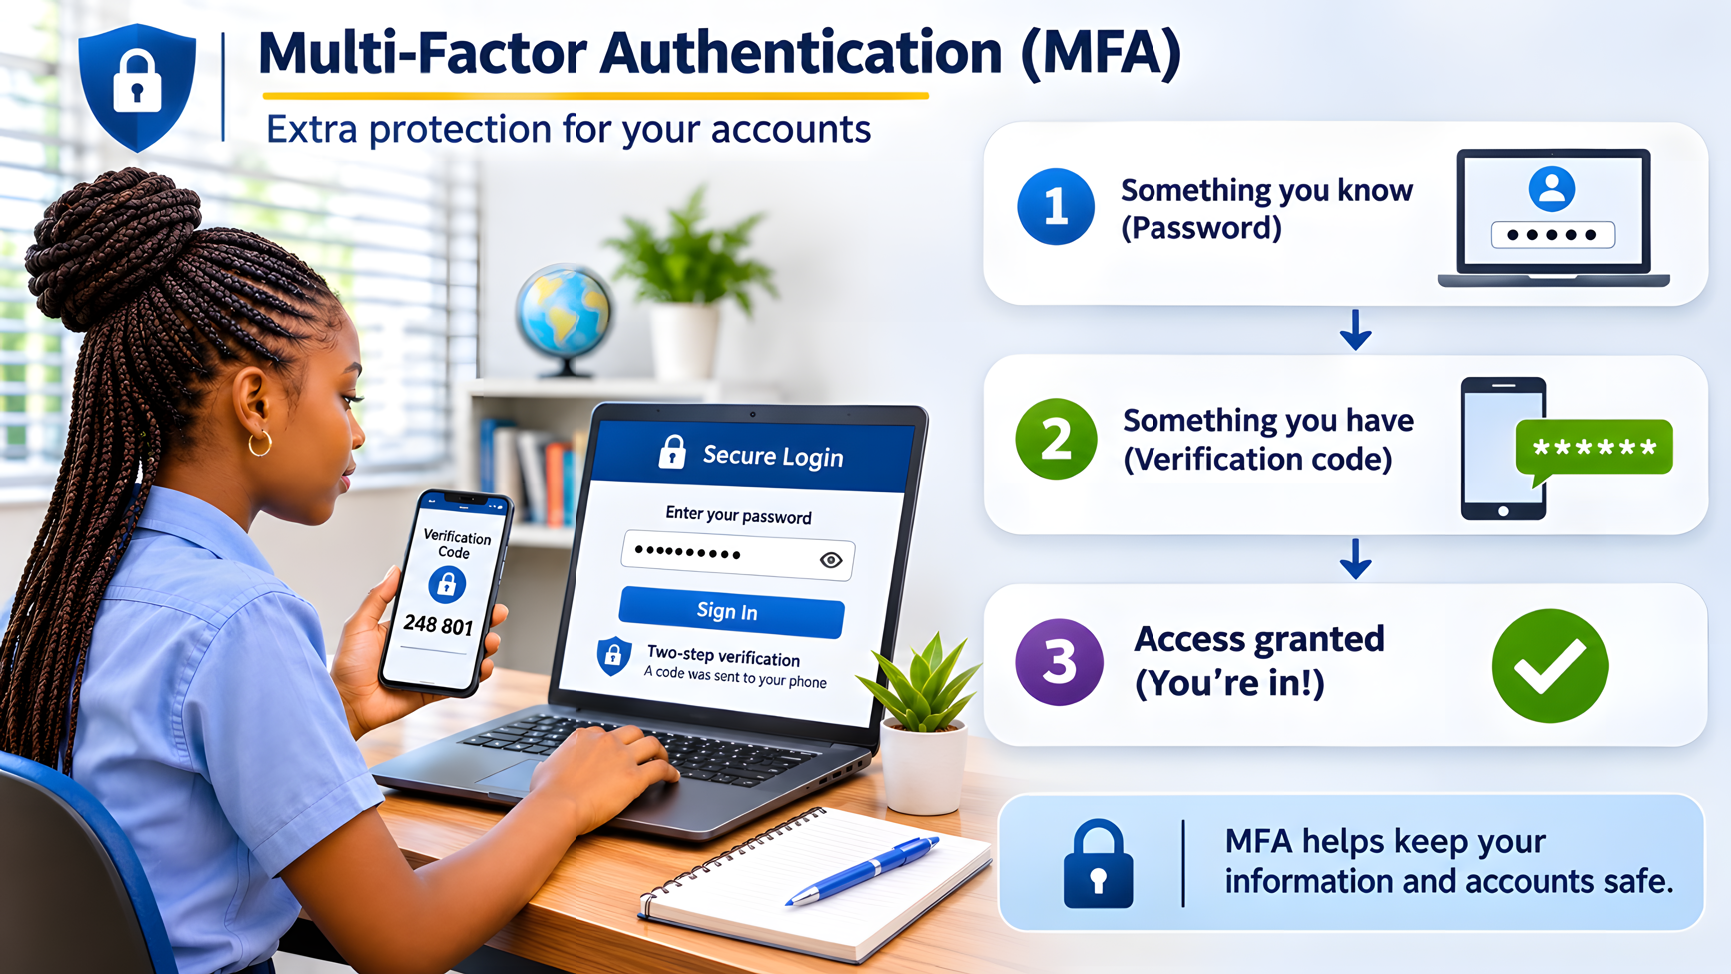 Multi-Factor Authentication (MFA)
Extra protection for your accounts
1
Something you know
(Password)
2
Something you have
(Verification code)
******
3
Access granted
(You're in!)
MFA helps keep your
information and accounts safe.
Verification
Code
248 801
Secure Login
Enter your password
Sign In
Two-step verification
A code was sent to your phone